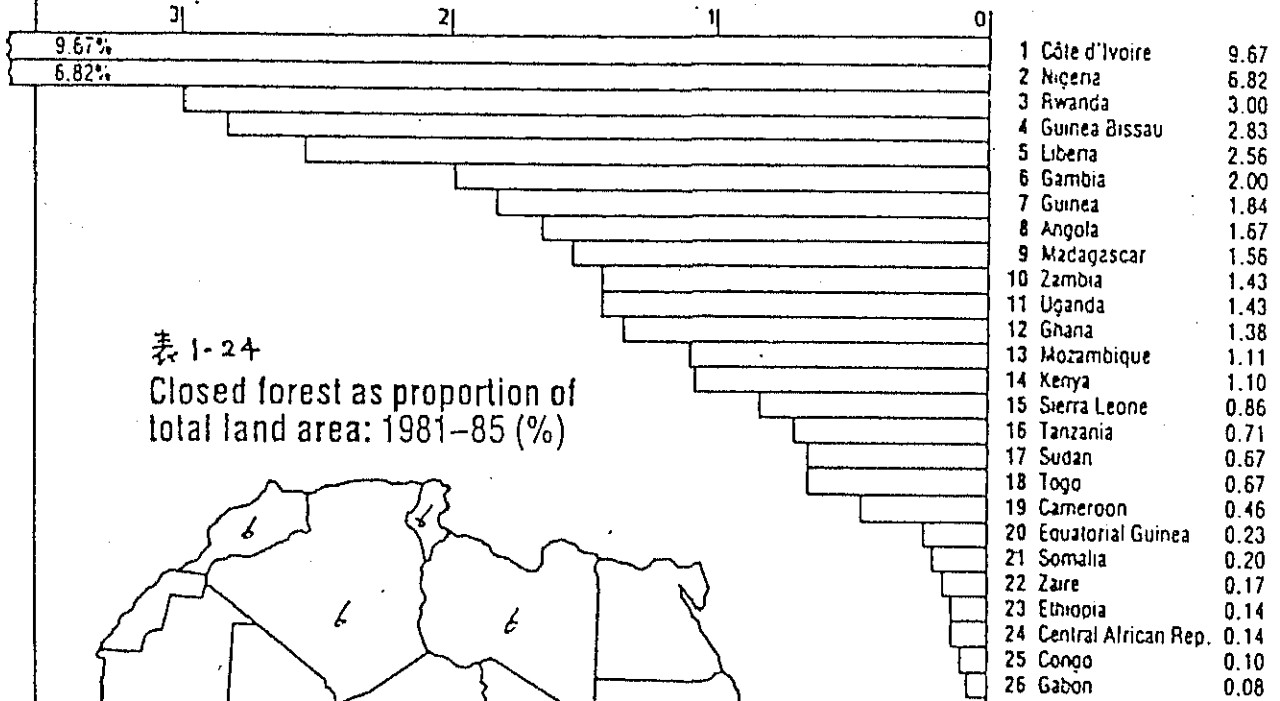 3 2 1 0
9.67%
6.82%
1 Côte d'Ivoire 9.67
2 Nigeria 6.82
3 Rwanda 3.00
4 Guinea Bissau 2.83
5 Liberia 2.56
6 Gambia 2.00
7 Guinea 1.84
8 Angola 1.67
9 Madagascar 1.56
10 Zambia 1.43
11 Uganda 1.43
12 Ghana 1.38
13 Mozambique 1.11
14 Kenya 1.10
15 Sierra Leone 0.86
16 Tanzania 0.71
17 Sudan 0.67
18 Togo 0.67
19 Cameroon 0.46
20 Equatorial Guinea 0.23
21 Somalia 0.20
22 Zaire 0.17
23 Ethiopia 0.14
24 Central African Rep. 0.14
25 Congo 0.10
26 Gabon 0.08
表 1-24
Closed forest as proportion of
total land area: 1981–85 (%)
6 6
6 6